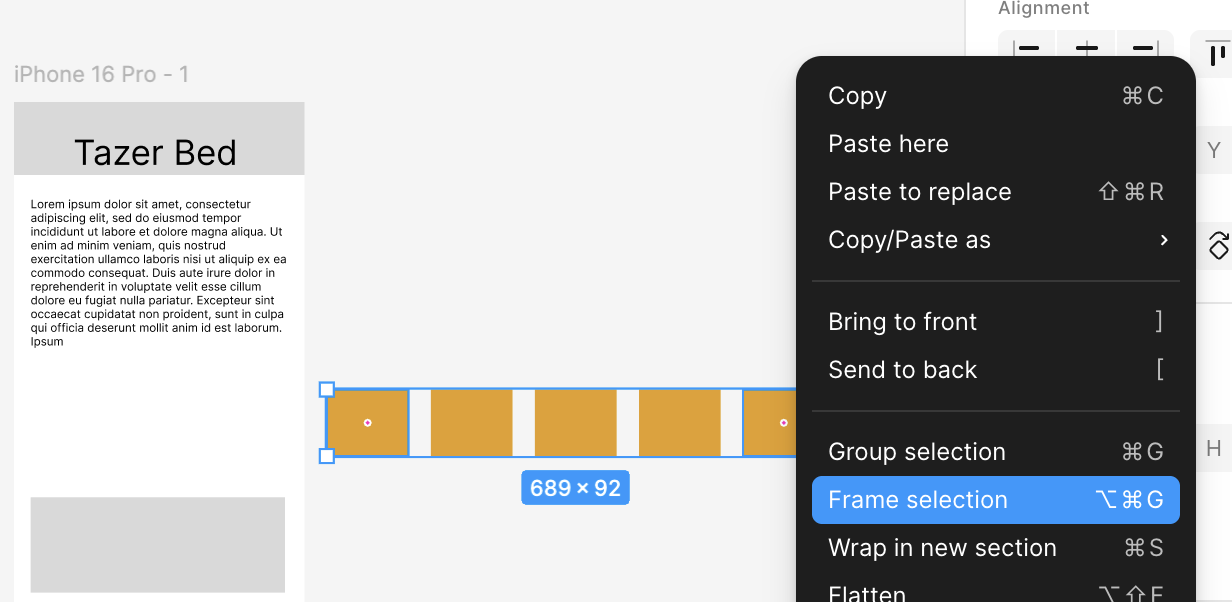 Alignment
iPhone 16 Pro - 1
Tazer Bed
Lorem ipsum dolor sit amet, consectetur
adipiscing elit, sed do eiusmod tempor
incididunt ut labore et dolore magna aliqua. Ut
enim ad minim veniam, quis nostrud
exercitation ullamco laboris nisi ut aliquip ex ea
commodo consequat. Duis aute irure dolor in
reprehenderit in voluptate velit esse cillum
dolore eu fugiat nulla pariatur. Excepteur sint
occaecat cupidatat non proident, sunt in culpa
qui officia deserunt mollit anim id est laborum.
Ipsum
689 × 92
Copy ⌘C
Paste here
Paste to replace ⇧⌘R
Copy/Paste as
Bring to front ]
Send to back [
Group selection ⌘G
Frame selection ⌥⌘G
Wrap in new section ⌘S
Flatten ⌥⇧F
Y
H